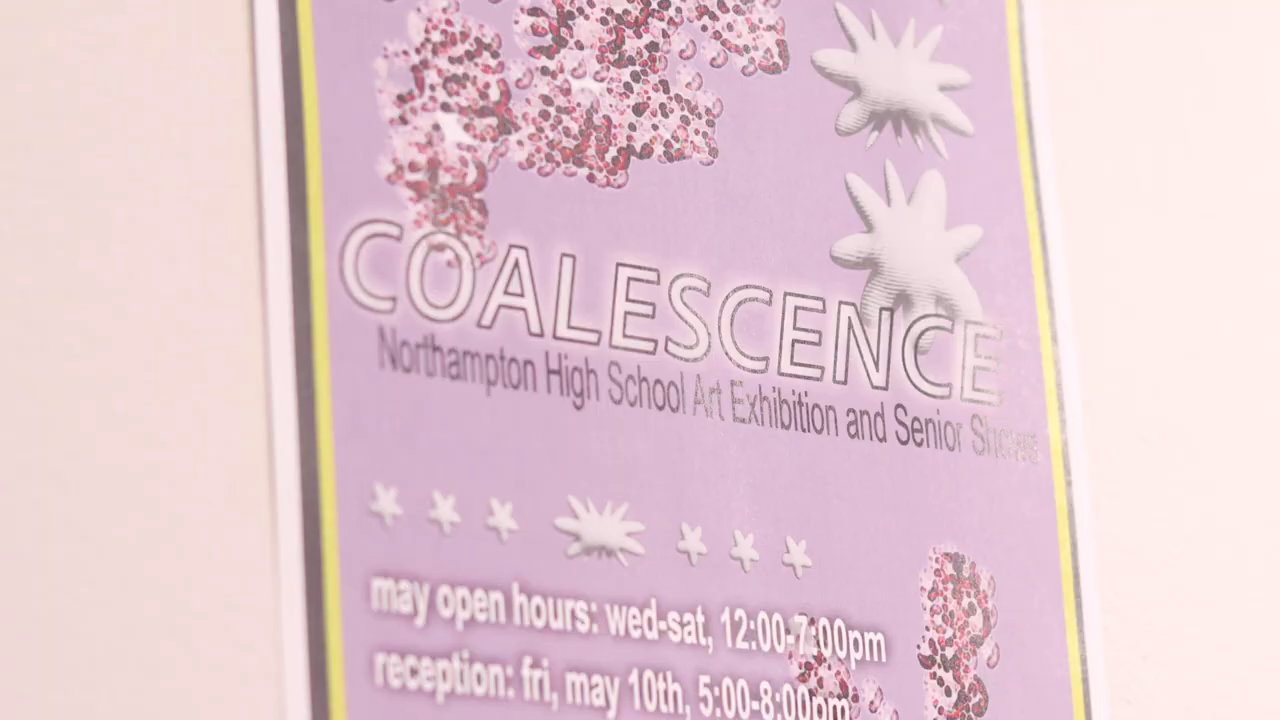 COALESCENCE
Northampton High School Art Exhibition and Senior Shows
may open hours: wed-sat, 12:00-7:00pm
reception: fri, may 10th, 5:00-8:00pm